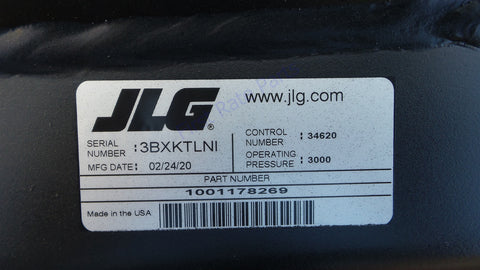 JLG®
www.jlg.com
SERIAL NUMBER : 3BXKTLNI
CONTROL NUMBER : 34620
MFG DATE: 02/24/20
OPERATING PRESSURE : 3000
PART NUMBER
1001178269
Made in the USA